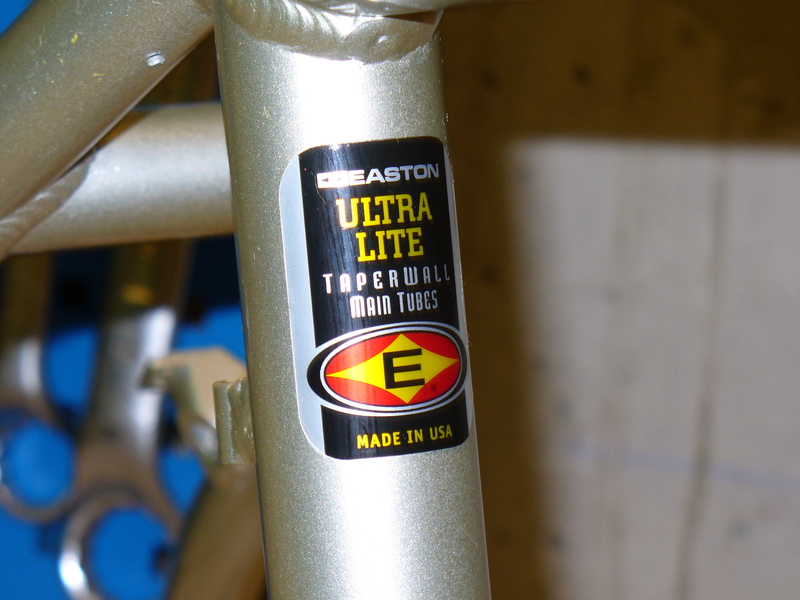 EASTON
ULTRA
LITE
TAPERWALL
MAIN TUBES
E
MADE IN USA